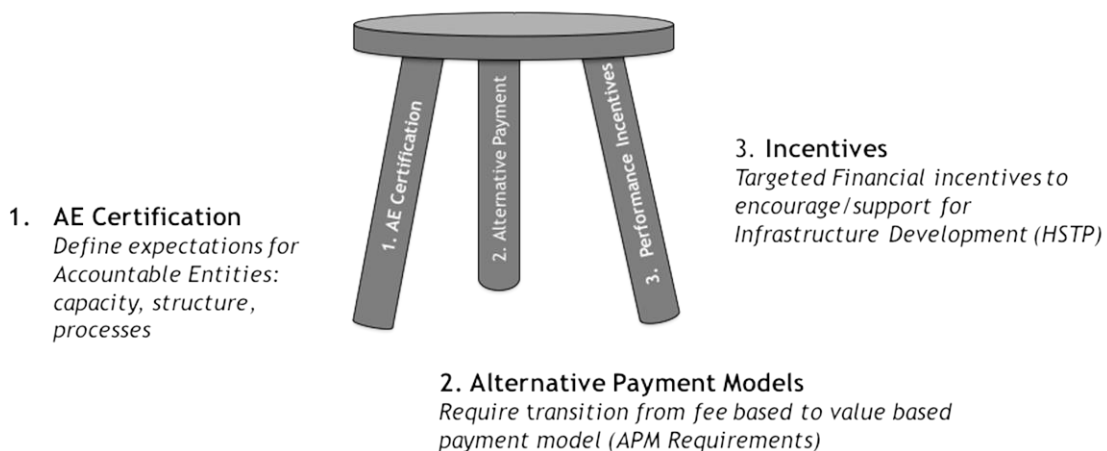 1. AE Certification
2. Alternative Payment
3. Performance Incentives
1. AE Certification
Define expectations for
Accountable Entities:
capacity, structure,
processes
3. Incentives
Targeted Financial incentives to
encourage/support for
Infrastructure Development (HSTP)
2. Alternative Payment Models
Require transition from fee based to value based
payment model (APM Requirements)